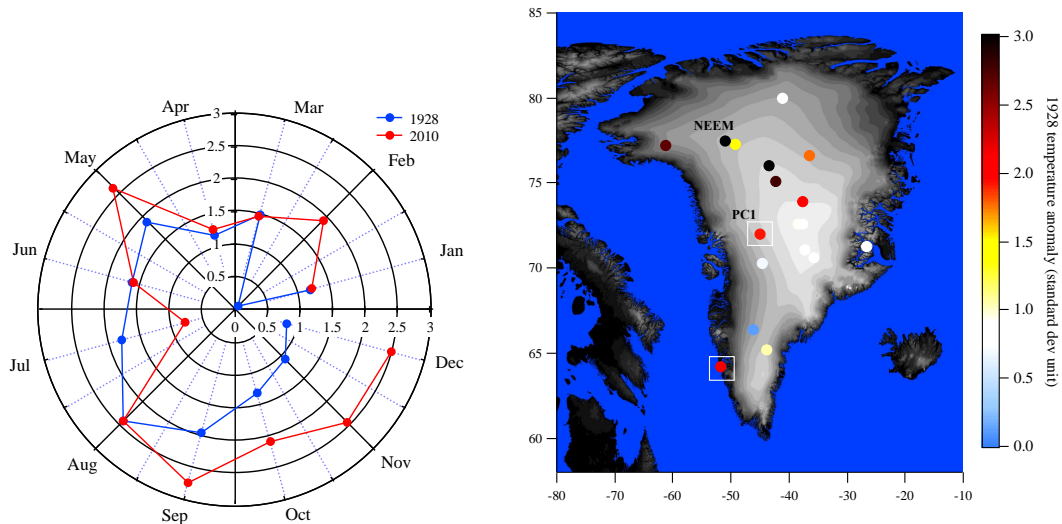 Apr
Mar
May
Feb
Jun
Jan
Jul
Dec
Aug
Nov
Sep
Oct
3
2.5
2
1.5
1
0.5
0
0 0.5 1 1.5 2 2.5 3
1928
2010
85
80
75
70
65
60
-80 -70 -60 -50 -40 -30 -20 -10
NEEM
PC1
3.0
2.5
2.0
1.5
1.0
0.5
0.0
1928 temperature anomaly (standard dev unit)